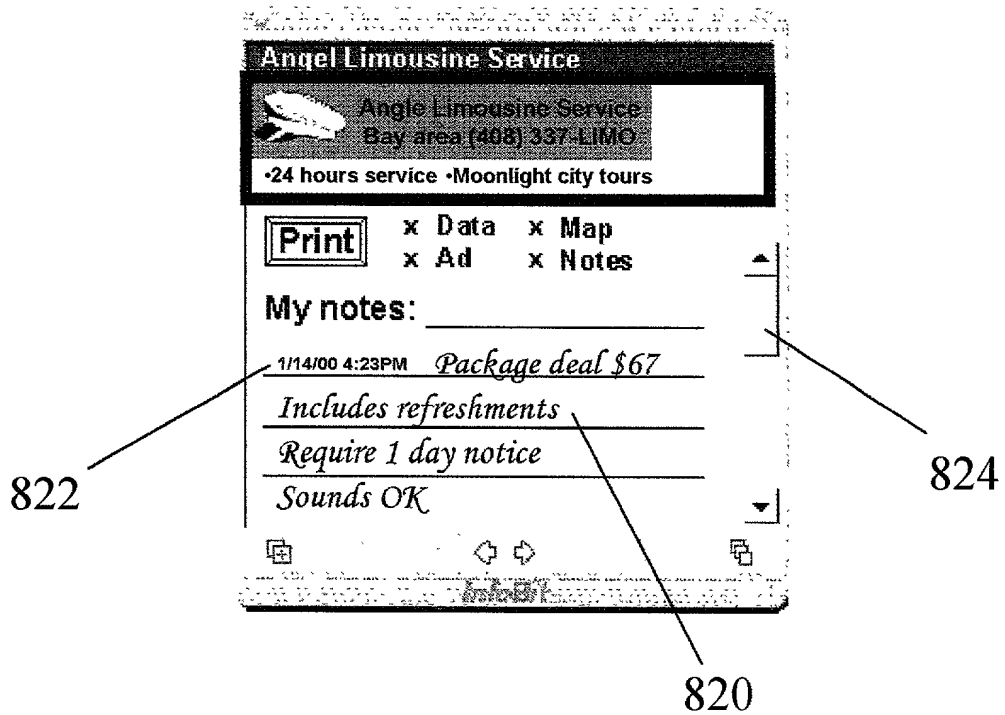 Angel Limousine Service
Angle Limousine Service
Bay area (408) 337-LIMO
•24 hours service •Moonlight city tours
Print x Data x Map
x Ad x Notes
My notes:
1/14/00 4:23PM Package deal $67
Includes refreshments
Require 1 day notice
Sounds OK
InfoBit
822
824
820